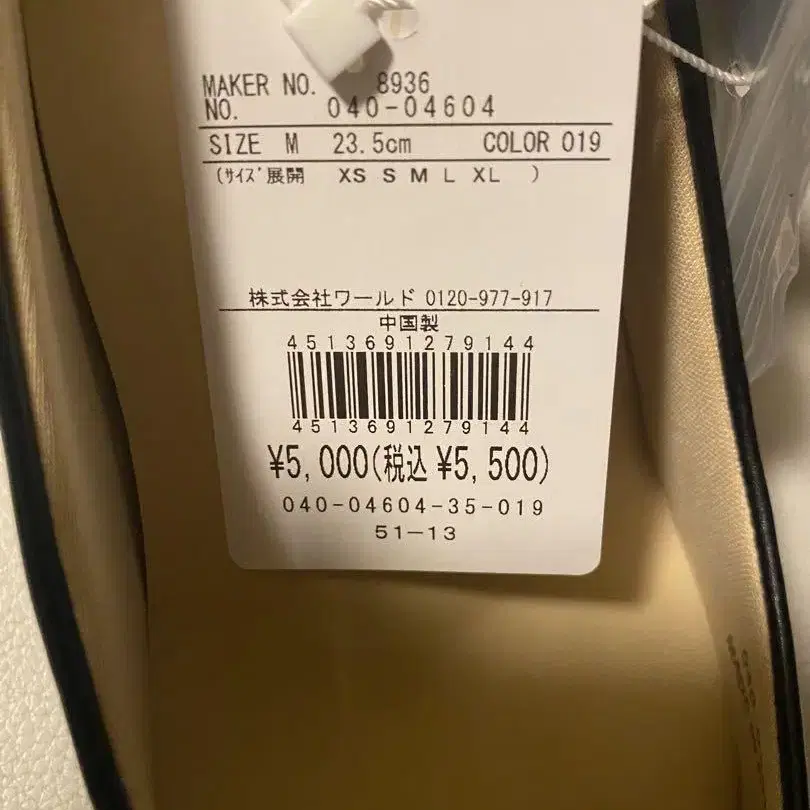 MAKER NO. 8936
NO. 040-04604
SIZE M 23.5cm COLOR 019
(ｻｲｽﾞ展開 XS S M L XL )
株式会社ワールド 0120-977-917
中国製
4513691279144
4513691279144
¥5,000(税込 ¥5,500)
040-04604-35-019
51-13